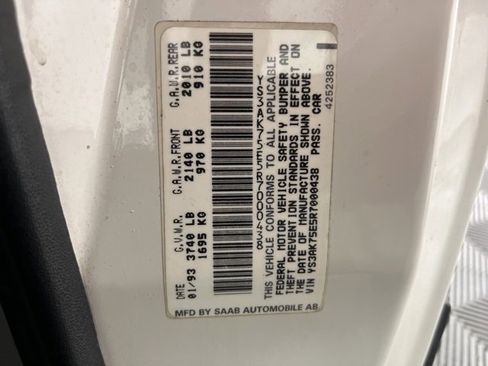 G.V.W.R. G.A.W.R.FRONT G.A.W.R.REAR
DATE
01/93 3740 LB 2140 LB 2010 LB
1695 KG 970 KG 910 KG
YS3AK75E5R7000438
THIS VEHICLE CONFORMS TO ALL APPLICABLE
FEDERAL MOTOR VEHICLE SAFETY BUMPER AND
THEFT PREVENTION STANDARDS IN EFFECT ON
THE DATE OF MANUFACTURE SHOWN ABOVE.
VIN YS3AK75E5R7000438 PASS. CAR
4252383
MFD BY SAAB AUTOMOBILE AB